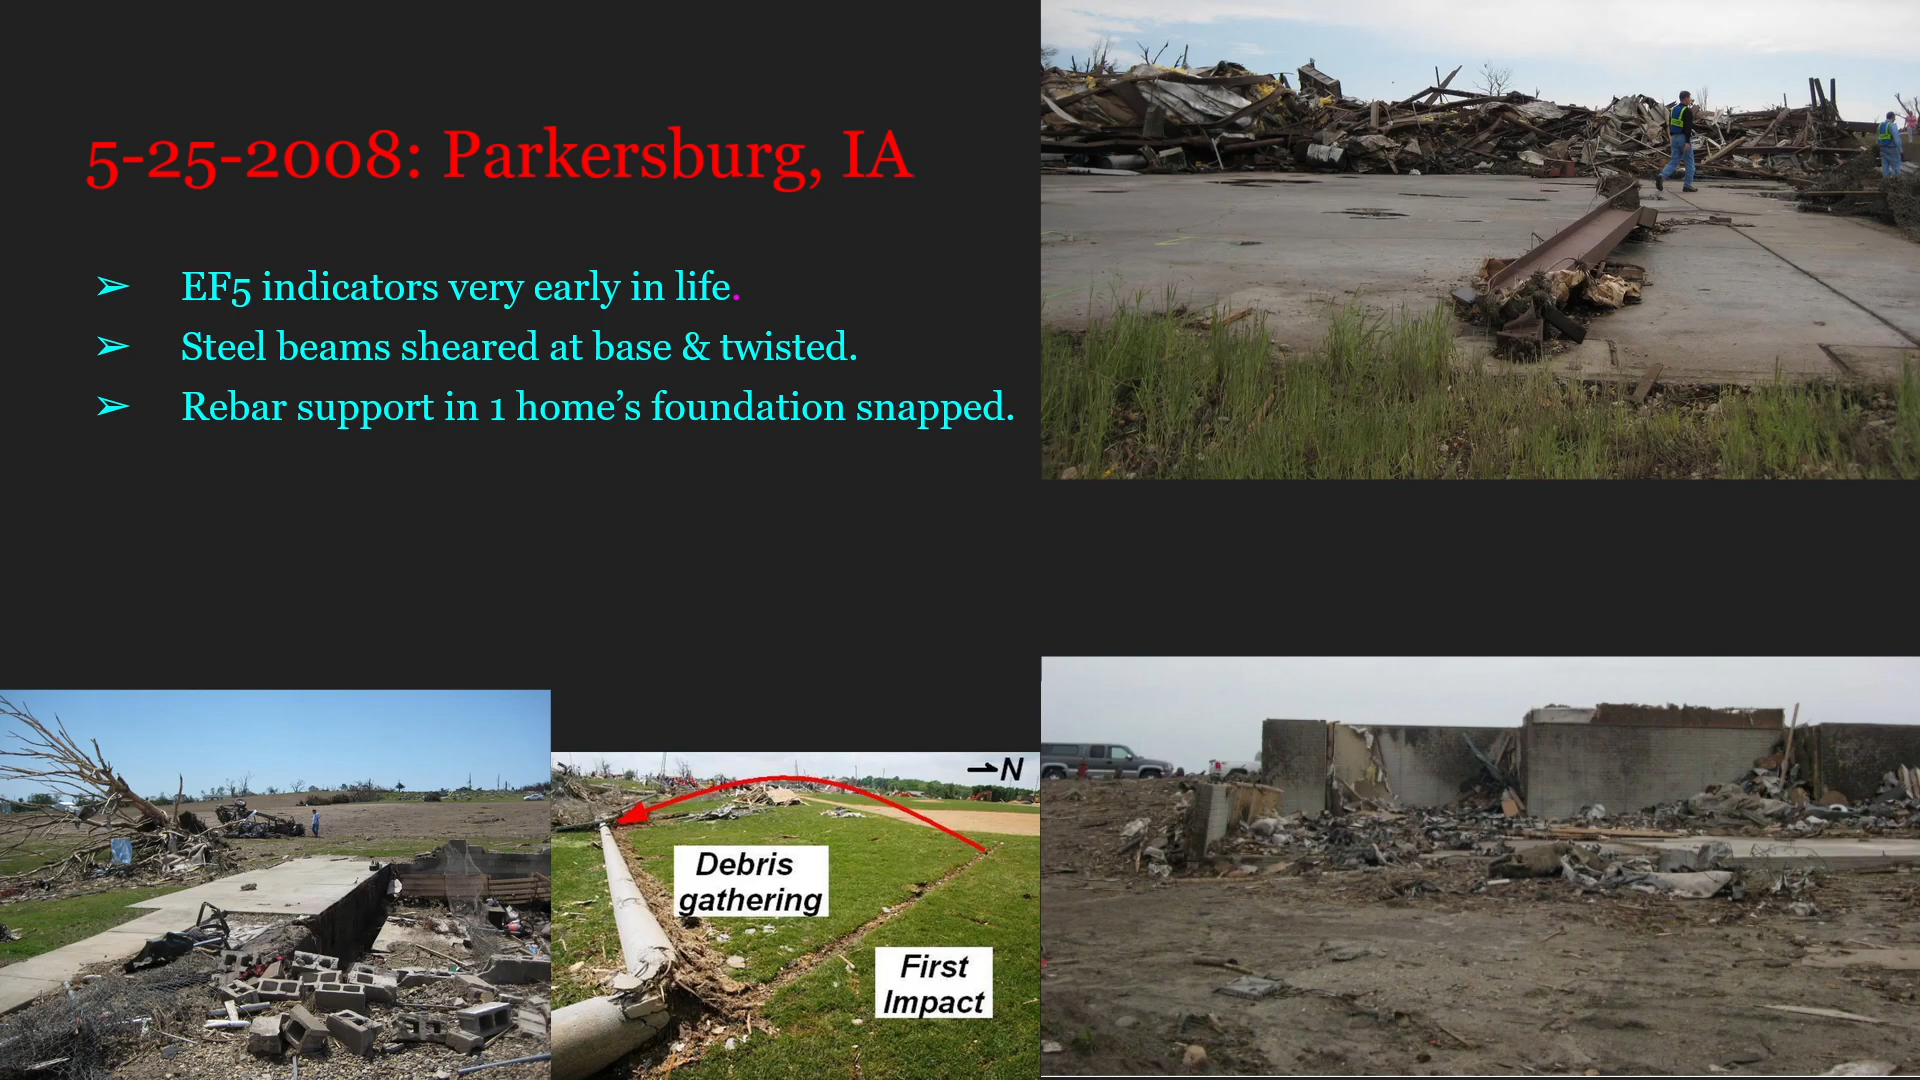 5-25-2008: Parkersburg, IA
➢ EF5 indicators very early in life.
➢ Steel beams sheared at base & twisted.
➢ Rebar support in 1 home’s foundation snapped.
N
Debris
gathering
First
Impact